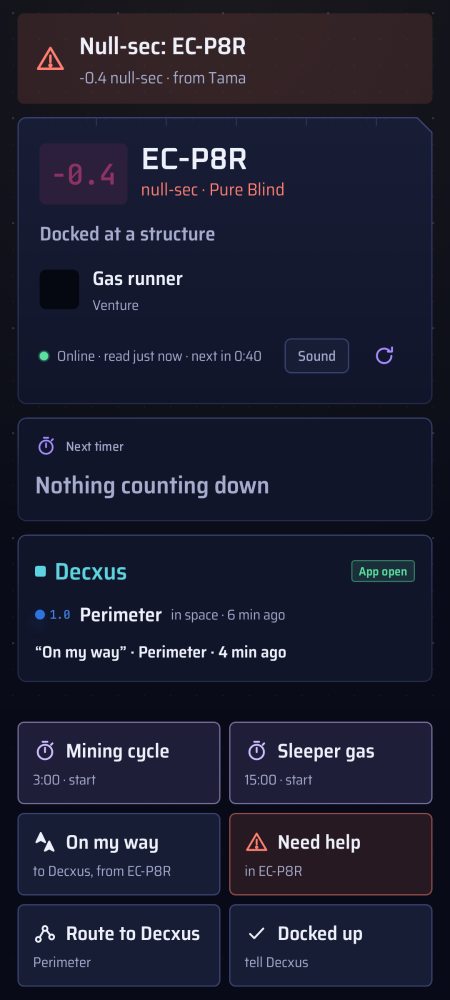 Null-sec: EC-P8R
-0.4 null-sec · from Tama
-0.4
EC-P8R
null-sec · Pure Blind
Docked at a structure
Gas runner
Venture
Online · read just now · next in 0:40
Sound
Next timer
Nothing counting down
Decxus
App open
1.0 Perimeter in space · 6 min ago
“On my way” · Perimeter · 4 min ago
Mining cycle
3:00 · start
Sleeper gas
15:00 · start
On my way
to Decxus, from EC-P8R
Need help
in EC-P8R
Route to Decxus
Perimeter
Docked up
tell Decxus